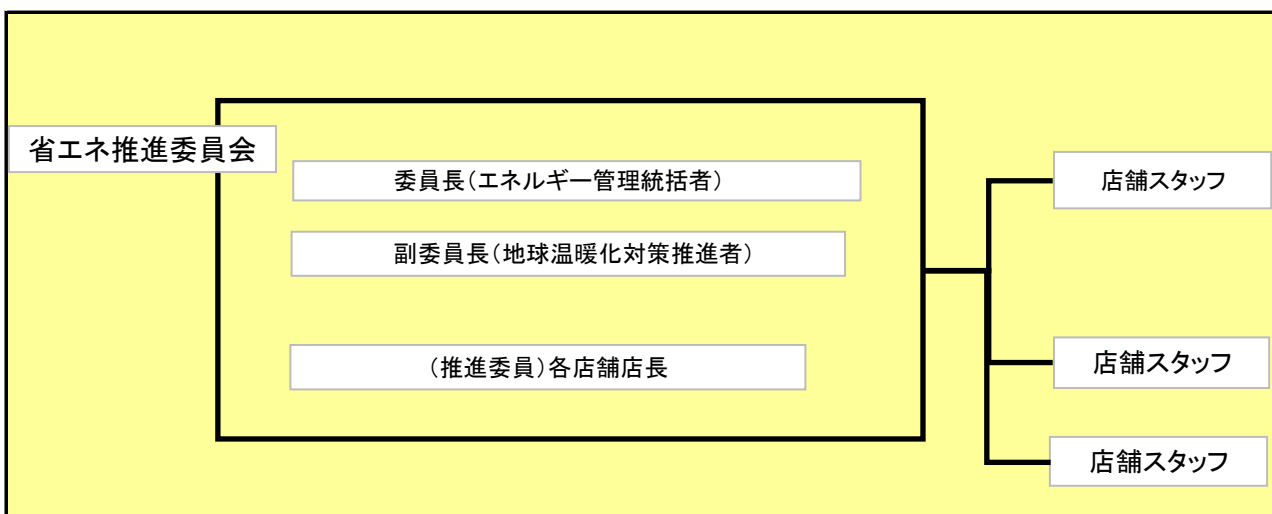 省エネ推進委員会
委員長（エネルギー管理統括者）
副委員長（地球温暖化対策推進者）
（推進委員）各店舗店長
店舗スタッフ
店舗スタッフ
店舗スタッフ